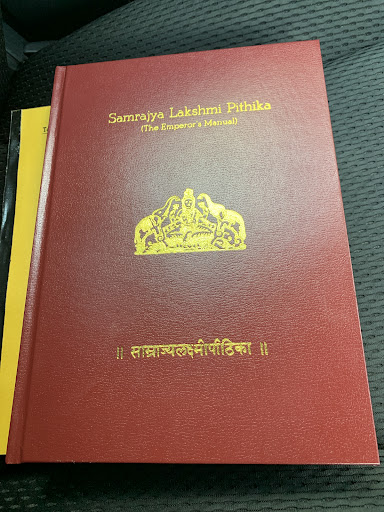 Samrajya Lakshmi Pithika
(The Emperor's Manual)
॥ साम्राज्यलक्ष्मीपीठिका ॥